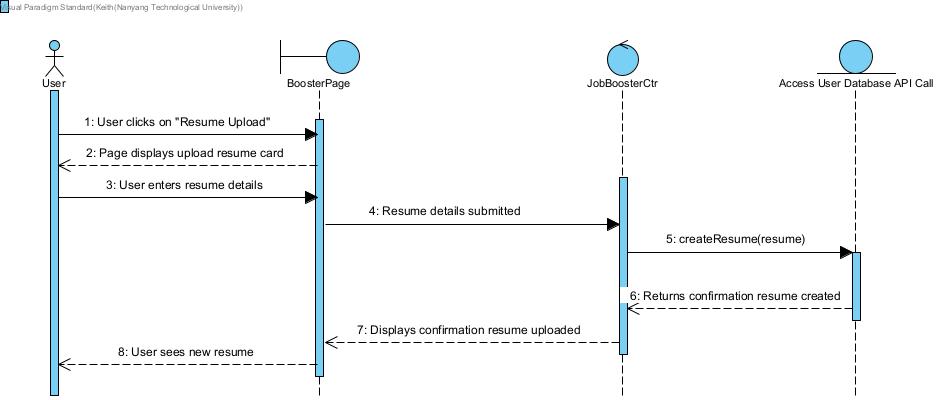 Visual Paradigm Standard(Keith(Nanyang Technological University))
User
BoosterPage
JobBoosterCtr
Access User Database API Call
1: User clicks on "Resume Upload"
2: Page displays upload resume card
3: User enters resume details
4: Resume details submitted
5: createResume(resume)
6: Returns confirmation resume created
7: Displays confirmation resume uploaded
8: User sees new resume